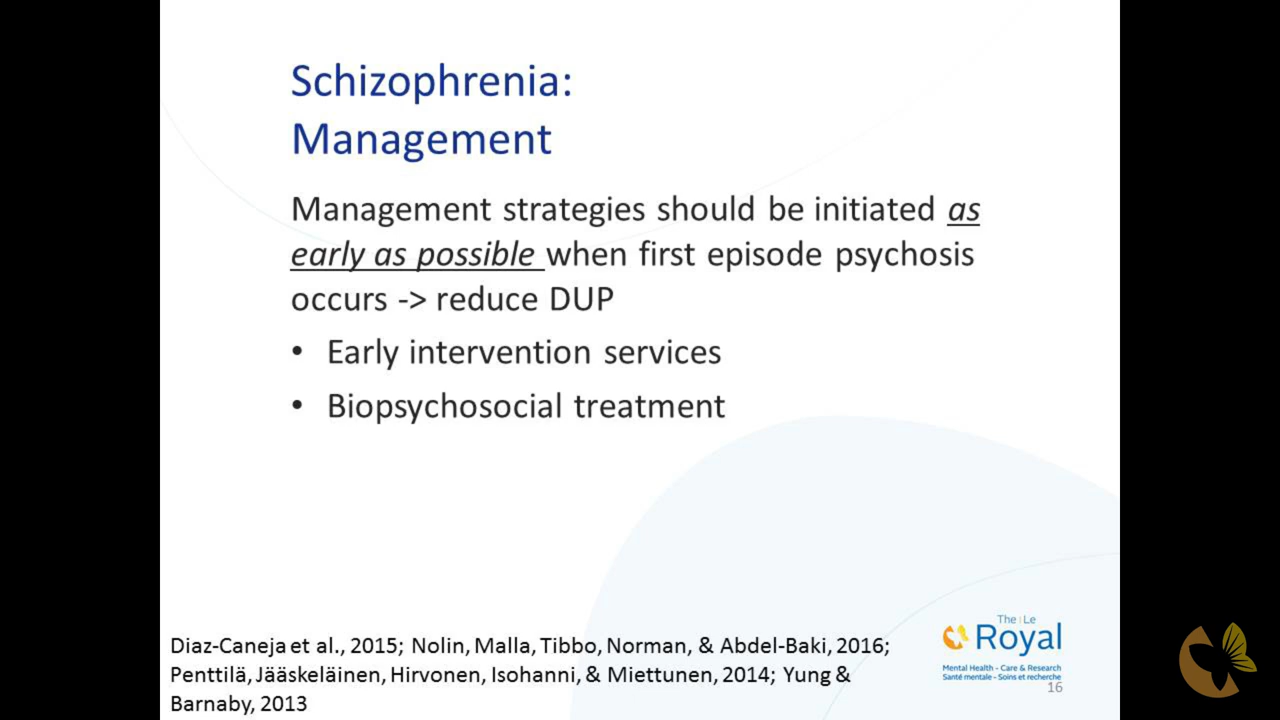 Schizophrenia:
Management
Management strategies should be initiated as
early as possible when first episode psychosis
occurs -> reduce DUP
• Early intervention services
• Biopsychosocial treatment
Diaz-Caneja et al., 2015; Nolin, Malla, Tibbo, Norman, & Abdel-Baki, 2016;
Penttilä, Jääskeläinen, Hirvonen, Isohanni, & Miettunen, 2014; Yung &
Barnaby, 2013
The | Le
Royal
Mental Health - Care & Research
Santé mentale - Soins et recherche
16